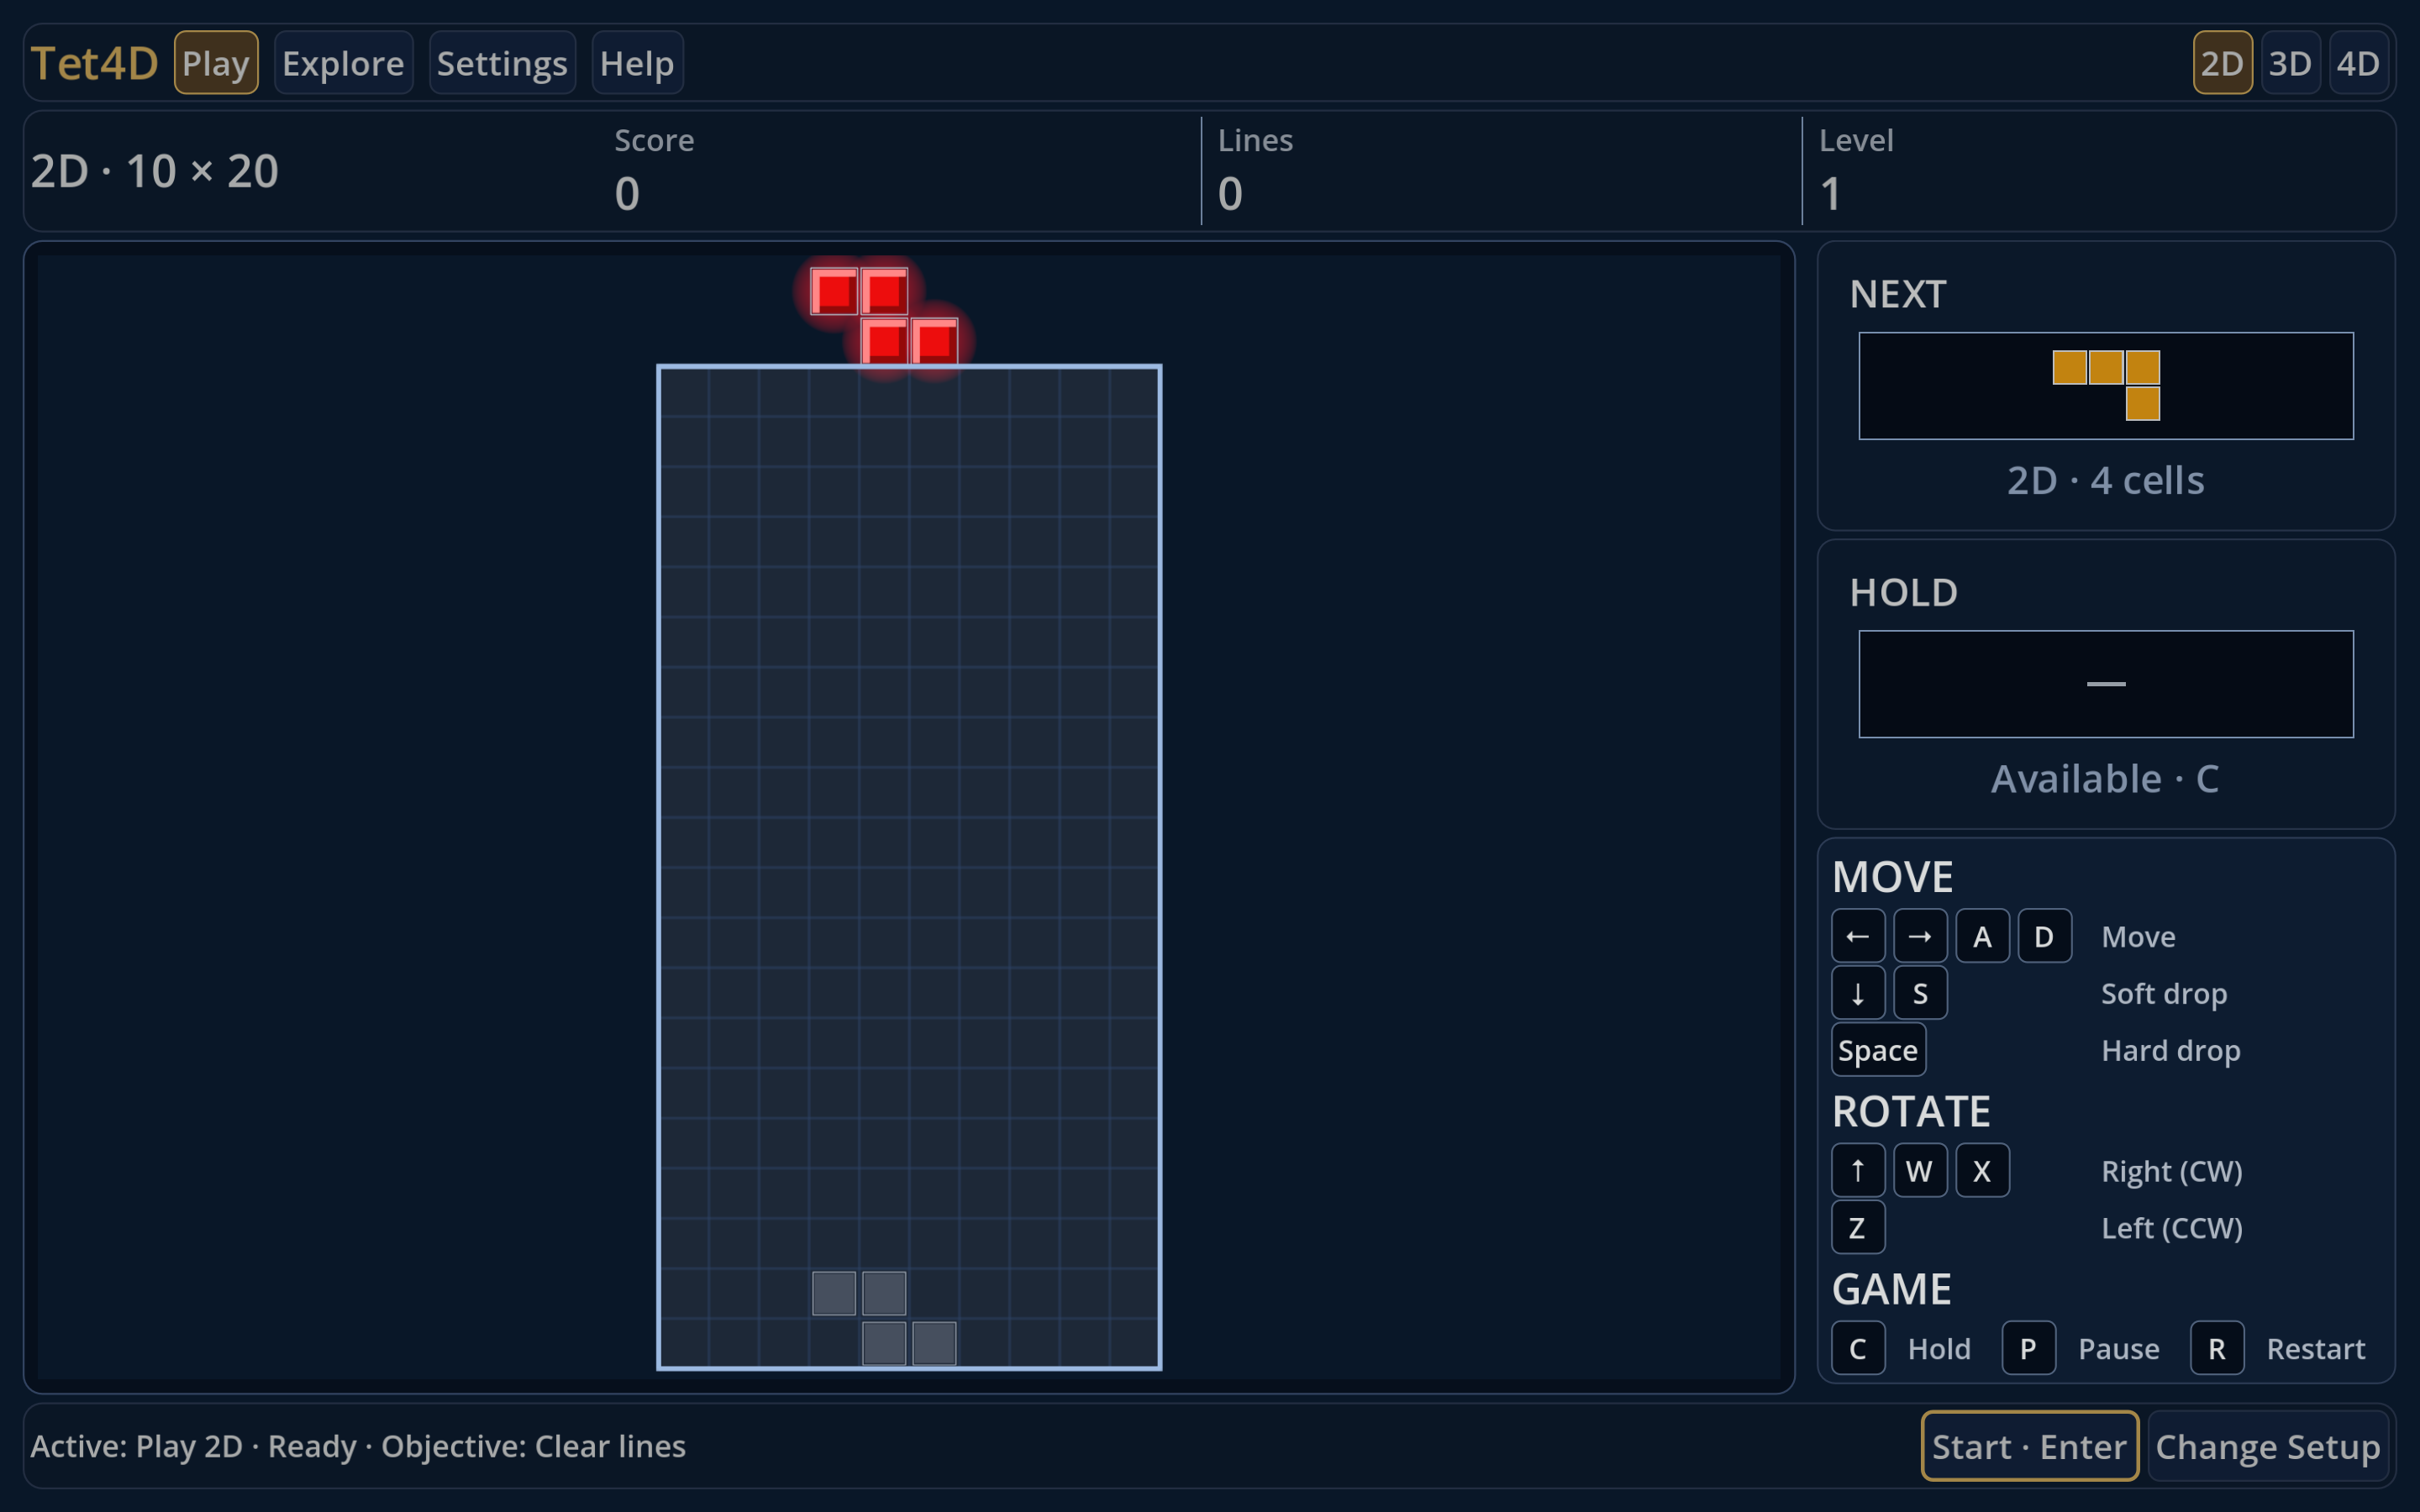 Tet4D Play Explore Settings Help 2D 3D 4D
2D · 10 × 20
Score
0
Lines
0
Level
1
NEXT
2D · 4 cells
HOLD
—
Available · C
MOVE
← → A D Move
↓ S Soft drop
Space Hard drop
ROTATE
↑ W X Right (CW)
Z Left (CCW)
GAME
C Hold P Pause R Restart
Active: Play 2D · Ready · Objective: Clear lines
Start · Enter Change Setup